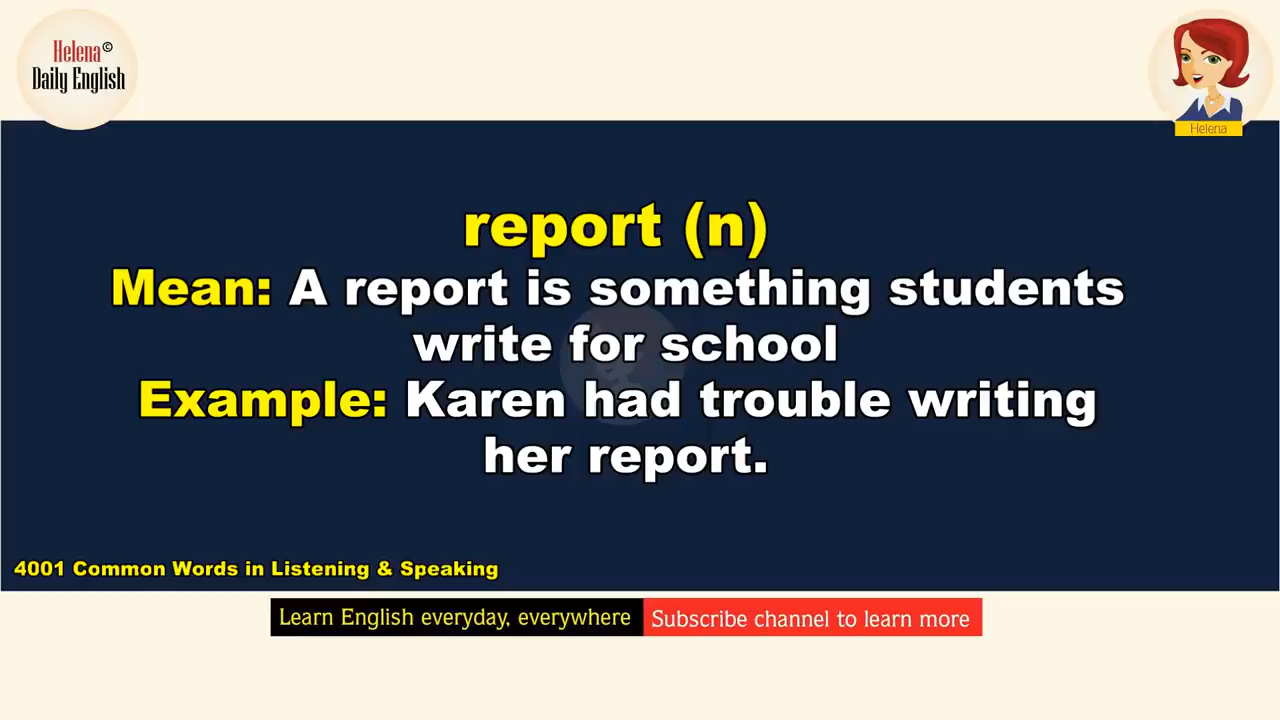 Helena©
Daily English
Helena
report (n)
Mean: A report is something students
write for school
Example: Karen had trouble writing
her report.
4001 Common Words in Listening & Speaking
Learn English everyday, everywhere
Subscribe channel to learn more